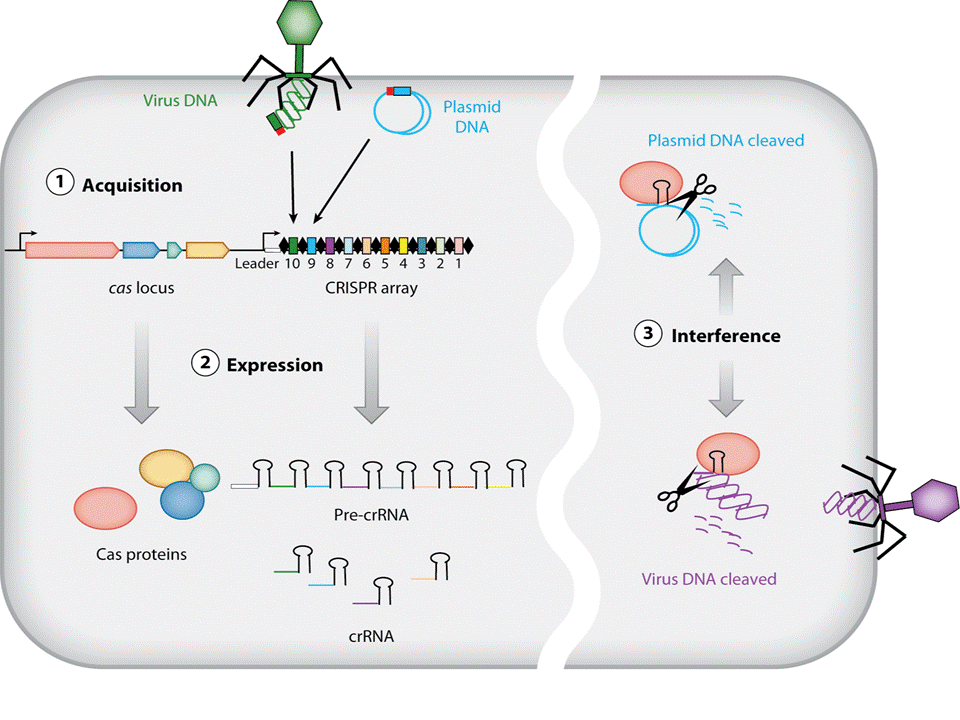 Virus DNA
Plasmid
DNA
1 Acquisition
Leader 10 9 8 7 6 5 4 3 2 1
cas locus
CRISPR array
2 Expression
Pre-crRNA
Cas proteins
crRNA
Plasmid DNA cleaved
3 Interference
Virus DNA cleaved